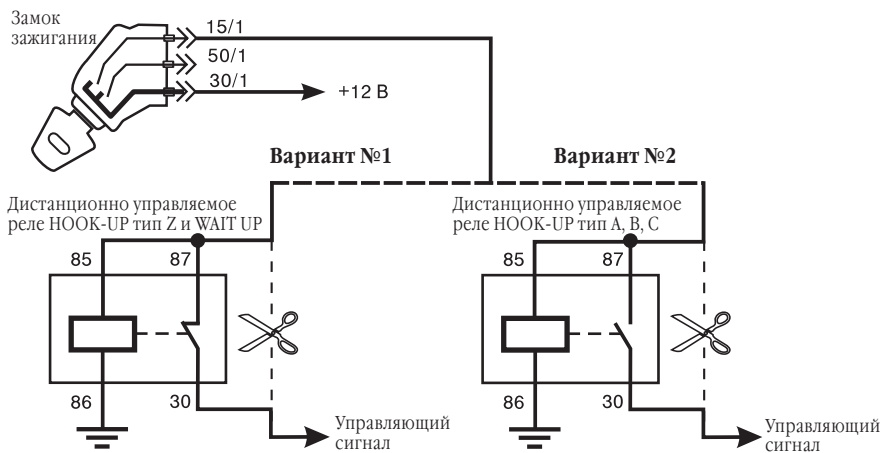 Замок
зажигания
15/1
50/1
30/1
+12 В
Вариант №1
Вариант №2
Дистанционно управляемое
реле HOOK-UP тип Z и WAIT UP
Дистанционно управляемое
реле HOOK-UP тип A, B, C
85
87
85
87
86
30
86
30
Управляющий
сигнал
Управляющий
сигнал